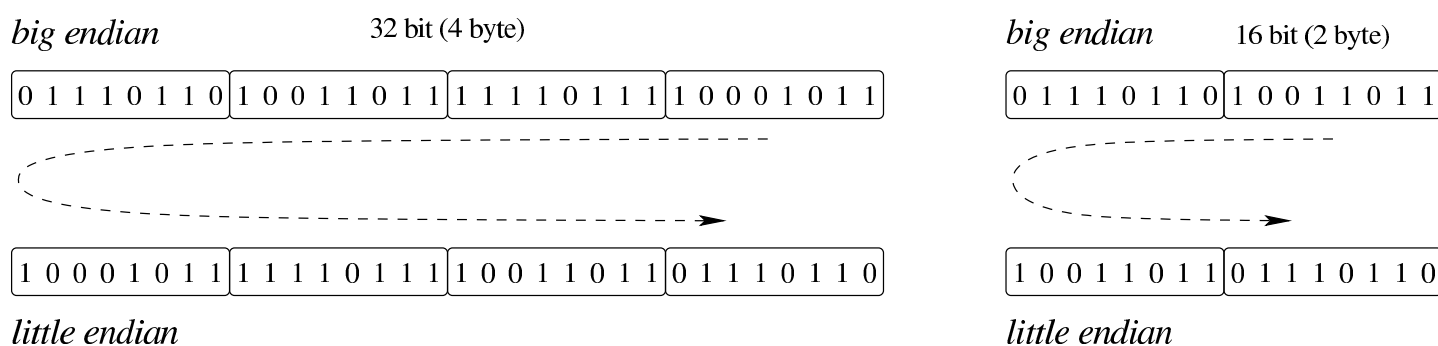 big endian 32 bit (4 byte)
0 1 1 1 0 1 1 0 1 0 0 1 1 0 1 1 1 1 1 1 0 1 1 1 1 0 0 0 1 0 1 1
1 0 0 0 1 0 1 1 1 1 1 1 0 1 1 1 1 0 0 1 1 0 1 1 0 1 1 1 0 1 1 0
little endian
big endian 16 bit (2 byte)
0 1 1 1 0 1 1 0 1 0 0 1 1 0 1 1
1 0 0 1 1 0 1 1 0 1 1 1 0 1 1 0
little endian